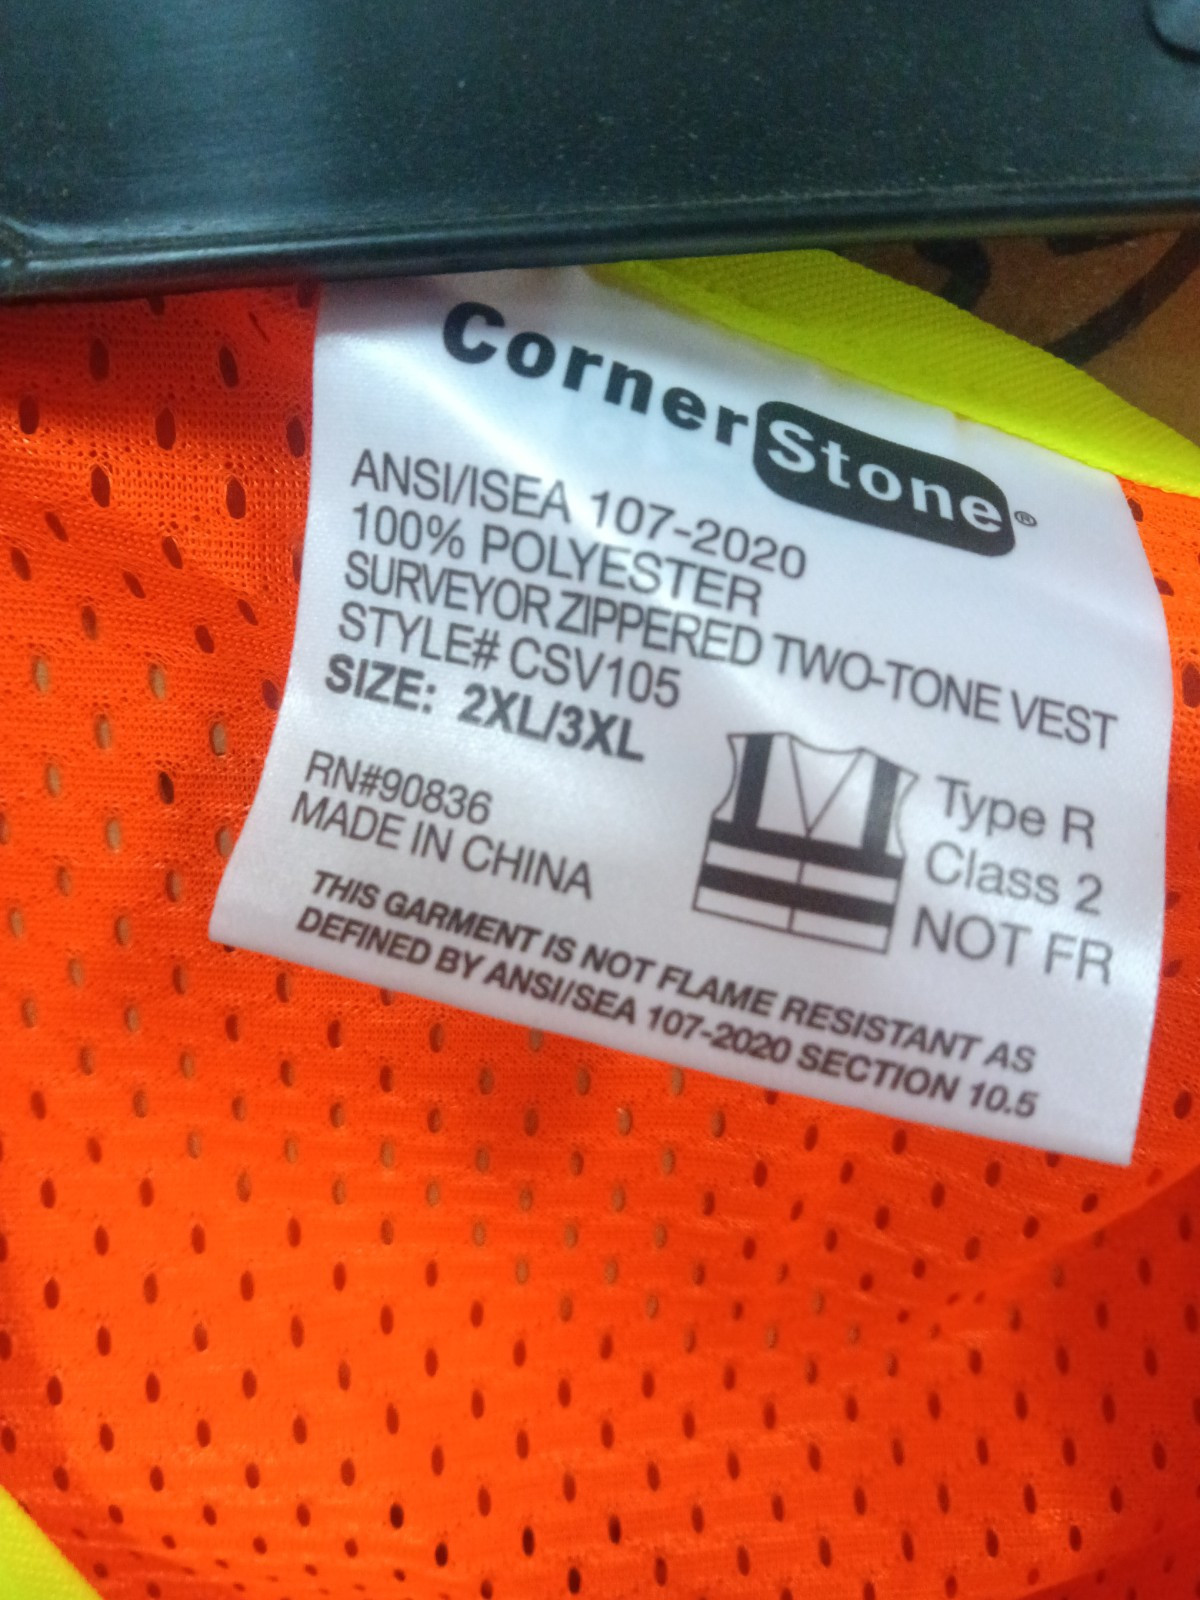 CornerStone®
ANSI/ISEA 107-2020
100% POLYESTER
SURVEYOR ZIPPERED TWO-TONE VEST
STYLE# CSV105
SIZE: 2XL/3XL
RN#90836
MADE IN CHINA
Type R
Class 2
NOT FR
THIS GARMENT IS NOT FLAME RESISTANT AS
DEFINED BY ANSI/SEA 107-2020 SECTION 10.5